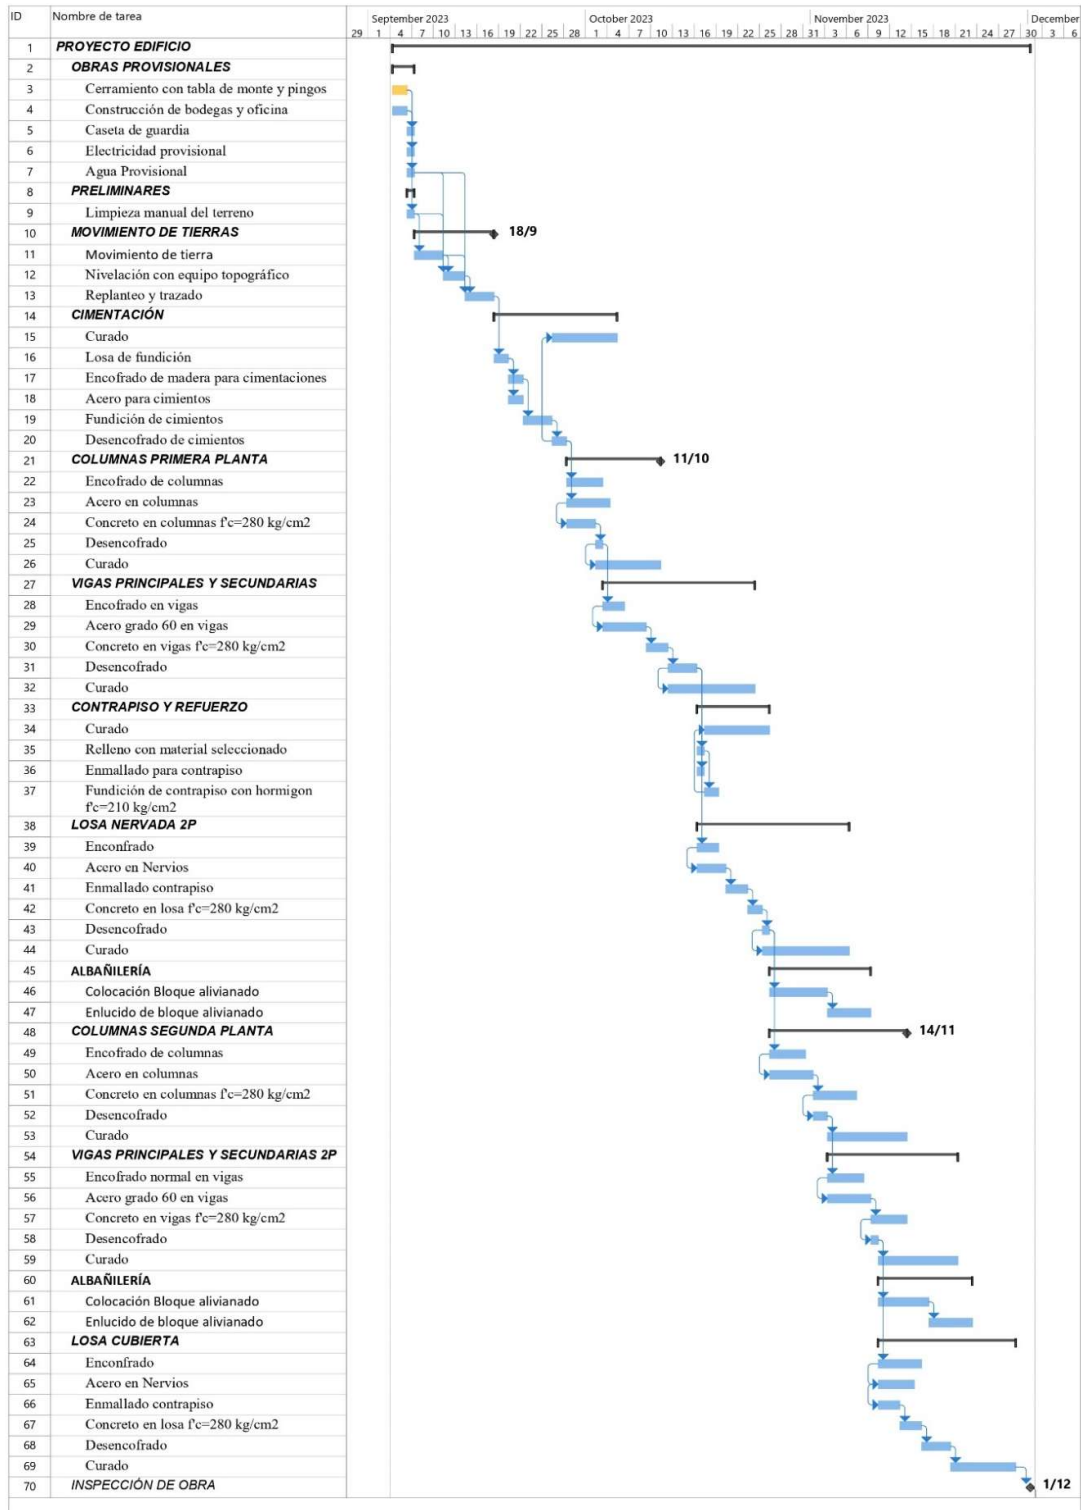 ID Nombre de tarea September 2023 October 2023 November 2023 December
29 1 4 7 10 13 16 19 22 25 28 1 4 7 10 13 16 19 22 25 28 31 3 6 9 12 15 18 21 24 27 30 3 6
1 PROYECTO EDIFICIO
2 OBRAS PROVISIONALES
3 Cerramiento con tabla de monte y pingos
4 Construcción de bodegas y oficina
5 Caseta de guardia
6 Electricidad provisional
7 Agua Provisional
8 PRELIMINARES
9 Limpieza manual del terreno
10 MOVIMIENTO DE TIERRAS 18/9
11 Movimiento de tierra
12 Nivelación con equipo topográfico
13 Replanteo y trazado
14 CIMENTACIÓN
15 Curado
16 Losa de fundición
17 Encofrado de madera para cimentaciones
18 Acero para cimientos
19 Fundición de cimientos
20 Desencofrado de cimientos
21 COLUMNAS PRIMERA PLANTA 11/10
22 Encofrado de columnas
23 Acero en columnas
24 Concreto en columnas f'c=280 kg/cm2
25 Desencofrado
26 Curado
27 VIGAS PRINCIPALES Y SECUNDARIAS
28 Encofrado en vigas
29 Acero grado 60 en vigas
30 Concreto en vigas f'c=280 kg/cm2
31 Desencofrado
32 Curado
33 CONTRAPISO Y REFUERZO
34 Curado
35 Relleno con material seleccionado
36 Enmallado para contrapiso
37 Fundición de contrapiso con hormigon
f'c=210 kg/cm2
38 LOSA NERVADA 2P
39 Enconfrado
40 Acero en Nervios
41 Enmallado contrapiso
42 Concreto en losa f'c=280 kg/cm2
43 Desencofrado
44 Curado
45 ALBAÑILERÍA
46 Colocación Bloque alivianado
47 Enlucido de bloque alivianado
48 COLUMNAS SEGUNDA PLANTA 14/11
49 Encofrado de columnas
50 Acero en columnas
51 Concreto en columnas f'c=280 kg/cm2
52 Desencofrado
53 Curado
54 VIGAS PRINCIPALES Y SECUNDARIAS 2P
55 Encofrado normal en vigas
56 Acero grado 60 en vigas
57 Concreto en vigas f'c=280 kg/cm2
58 Desencofrado
59 Curado
60 ALBAÑILERÍA
61 Colocación Bloque alivianado
62 Enlucido de bloque alivianado
63 LOSA CUBIERTA
64 Enconfrado
65 Acero en Nervios
66 Enmallado contrapiso
67 Concreto en losa f'c=280 kg/cm2
68 Desencofrado
69 Curado
70 INSPECCIÓN DE OBRA 1/12